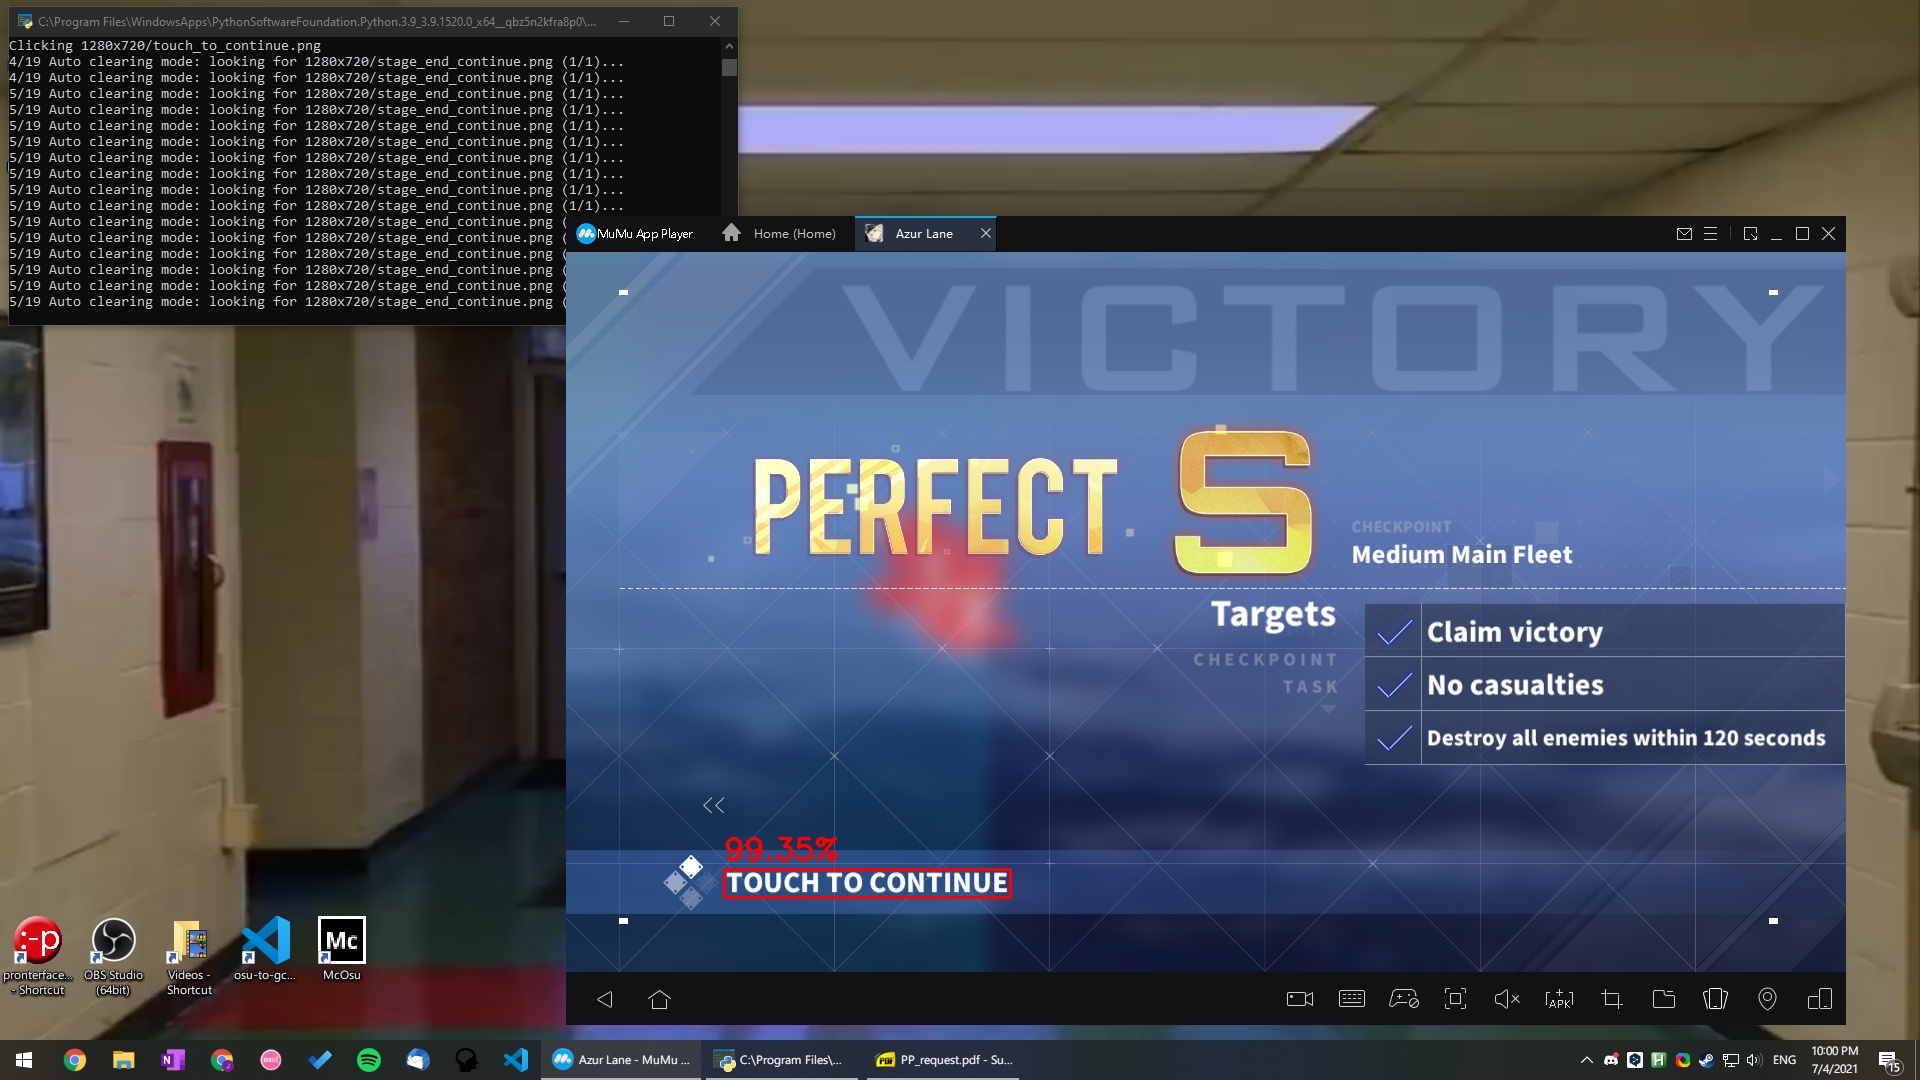 C:\Program Files\WindowsApps\PythonSoftwareFoundation.Python.3.9_3.9.1520.0_x64__qbz5n2kfra8p0\...
Clicking 1280x720/touch_to_continue.png
4/19 Auto clearing mode: looking for 1280x720/stage_end_continue.png (1/1)...
4/19 Auto clearing mode: looking for 1280x720/stage_end_continue.png (1/1)...
5/19 Auto clearing mode: looking for 1280x720/stage_end_continue.png (1/1)...
5/19 Auto clearing mode: looking for 1280x720/stage_end_continue.png (1/1)...
5/19 Auto clearing mode: looking for 1280x720/stage_end_continue.png (1/1)...
5/19 Auto clearing mode: looking for 1280x720/stage_end_continue.png (1/1)...
5/19 Auto clearing mode: looking for 1280x720/stage_end_continue.png (1/1)...
5/19 Auto clearing mode: looking for 1280x720/stage_end_continue.png (1/1)...
5/19 Auto clearing mode: looking for 1280x720/stage_end_continue.png (1/1)...
5/19 Auto clearing mode: looking for 1280x720/stage_end_continue.png (1/1)...
5/19 Auto clearing mode: looking for 1280x720/stage_end_continue.png (
5/19 Auto clearing mode: looking for 1280x720/stage_end_continue.png (
5/19 Auto clearing mode: looking for 1280x720/stage_end_continue.png (
5/19 Auto clearing mode: looking for 1280x720/stage_end_continue.png (
5/19 Auto clearing mode: looking for 1280x720/stage_end_continue.png (
5/19 Auto clearing mode: looking for 1280x720/stage_end_continue.png (
MuMu App Player Home (Home) Azur Lane
VICTORY
PERFECT S
CHECKPOINT
Medium Main Fleet
Targets
CHECKPOINT
TASK
Claim victory
No casualties
Destroy all enemies within 120 seconds
99.35%
TOUCH TO CONTINUE
APK
:-p
Mc
pronterface... - Shortcut
OBS Studio (64bit)
Videos - Shortcut
osu-to-gc...
McOsu
Azur Lane - MuMu ...
C:\Program Files\...
PDF
PP_request.pdf - Su...
ENG
10:00 PM
7/4/2021
15